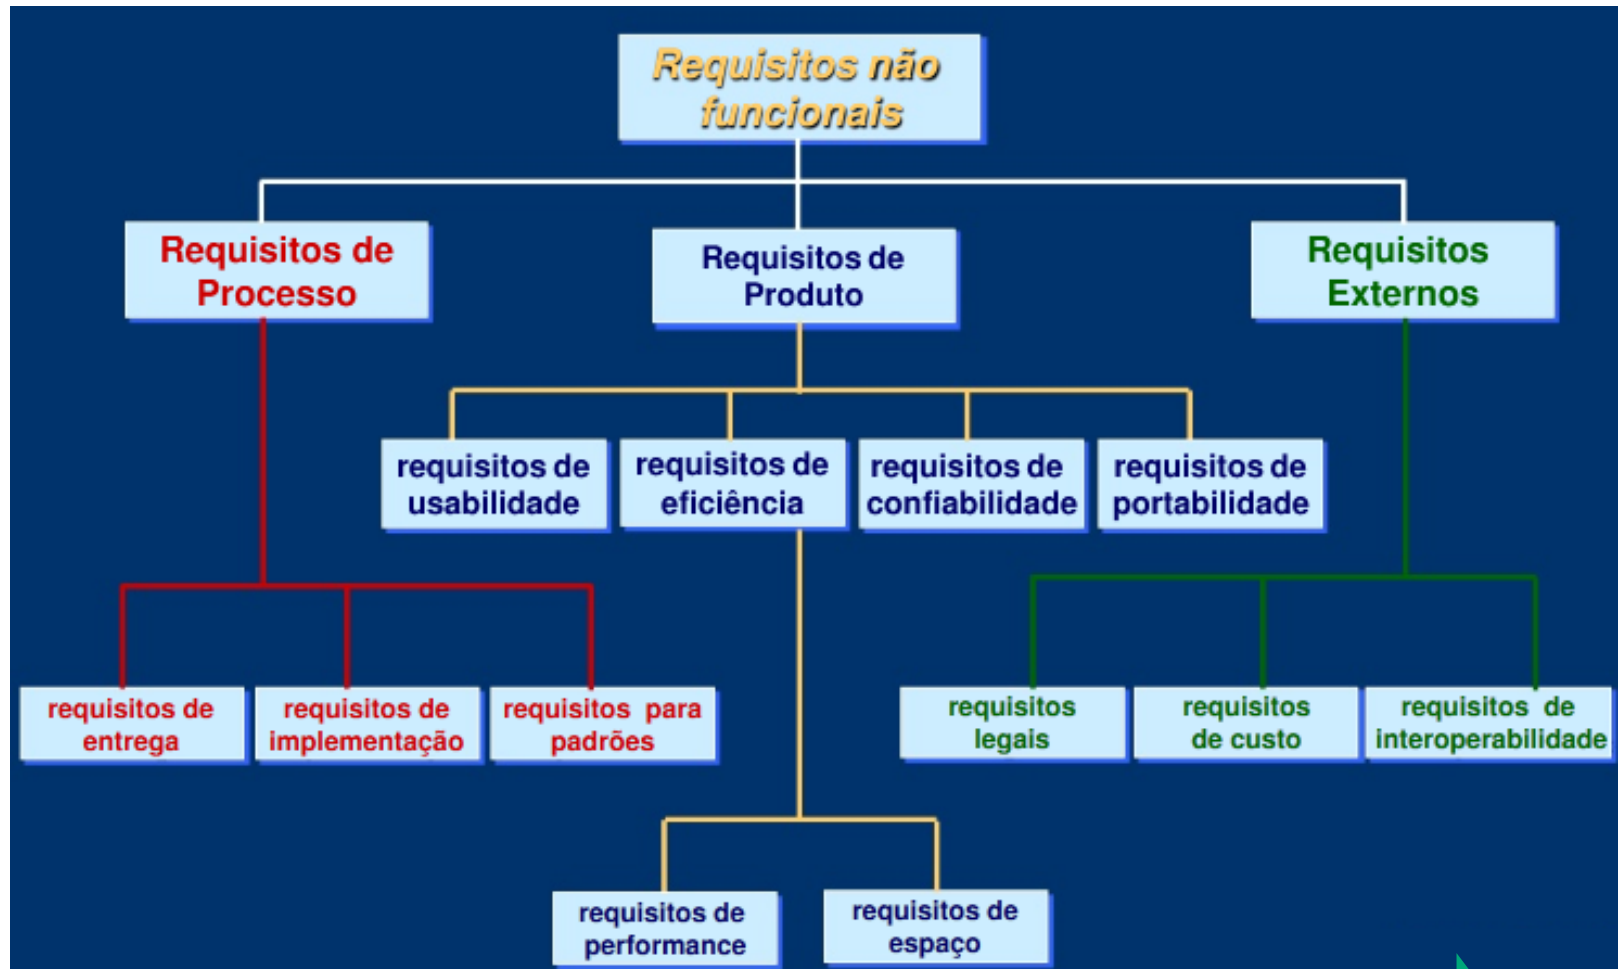 Requisitos não
funcionais
Requisitos de
Processo
Requisitos de
Produto
Requisitos
Externos
requisitos de
usabilidade
requisitos de
eficiência
requisitos de
confiabilidade
requisitos de
portabilidade
requisitos de
entrega
requisitos de
implementação
requisitos para
padrões
requisitos
legais
requisitos
de custo
requisitos de
interoperabilidade
requisitos de
performance
requisitos de
espaço